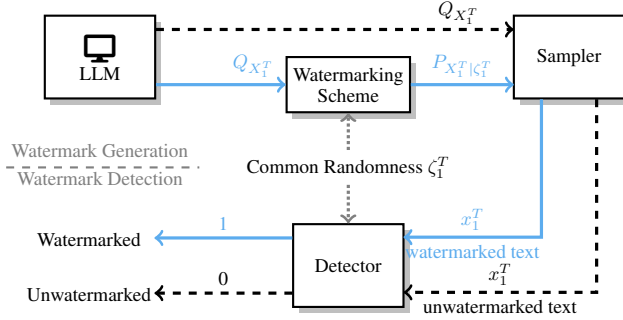 Q_{X_1^T}
LLM
Sampler
Q_{X_1^T}
Watermarking
Scheme
P_{X_1^T|ζ_1^T}
Watermark Generation
Watermark Detection
Common Randomness ζ_1^T
Watermarked
1
Detector
x_1^T
watermarked text
Unwatermarked
0
x_1^T
unwatermarked text